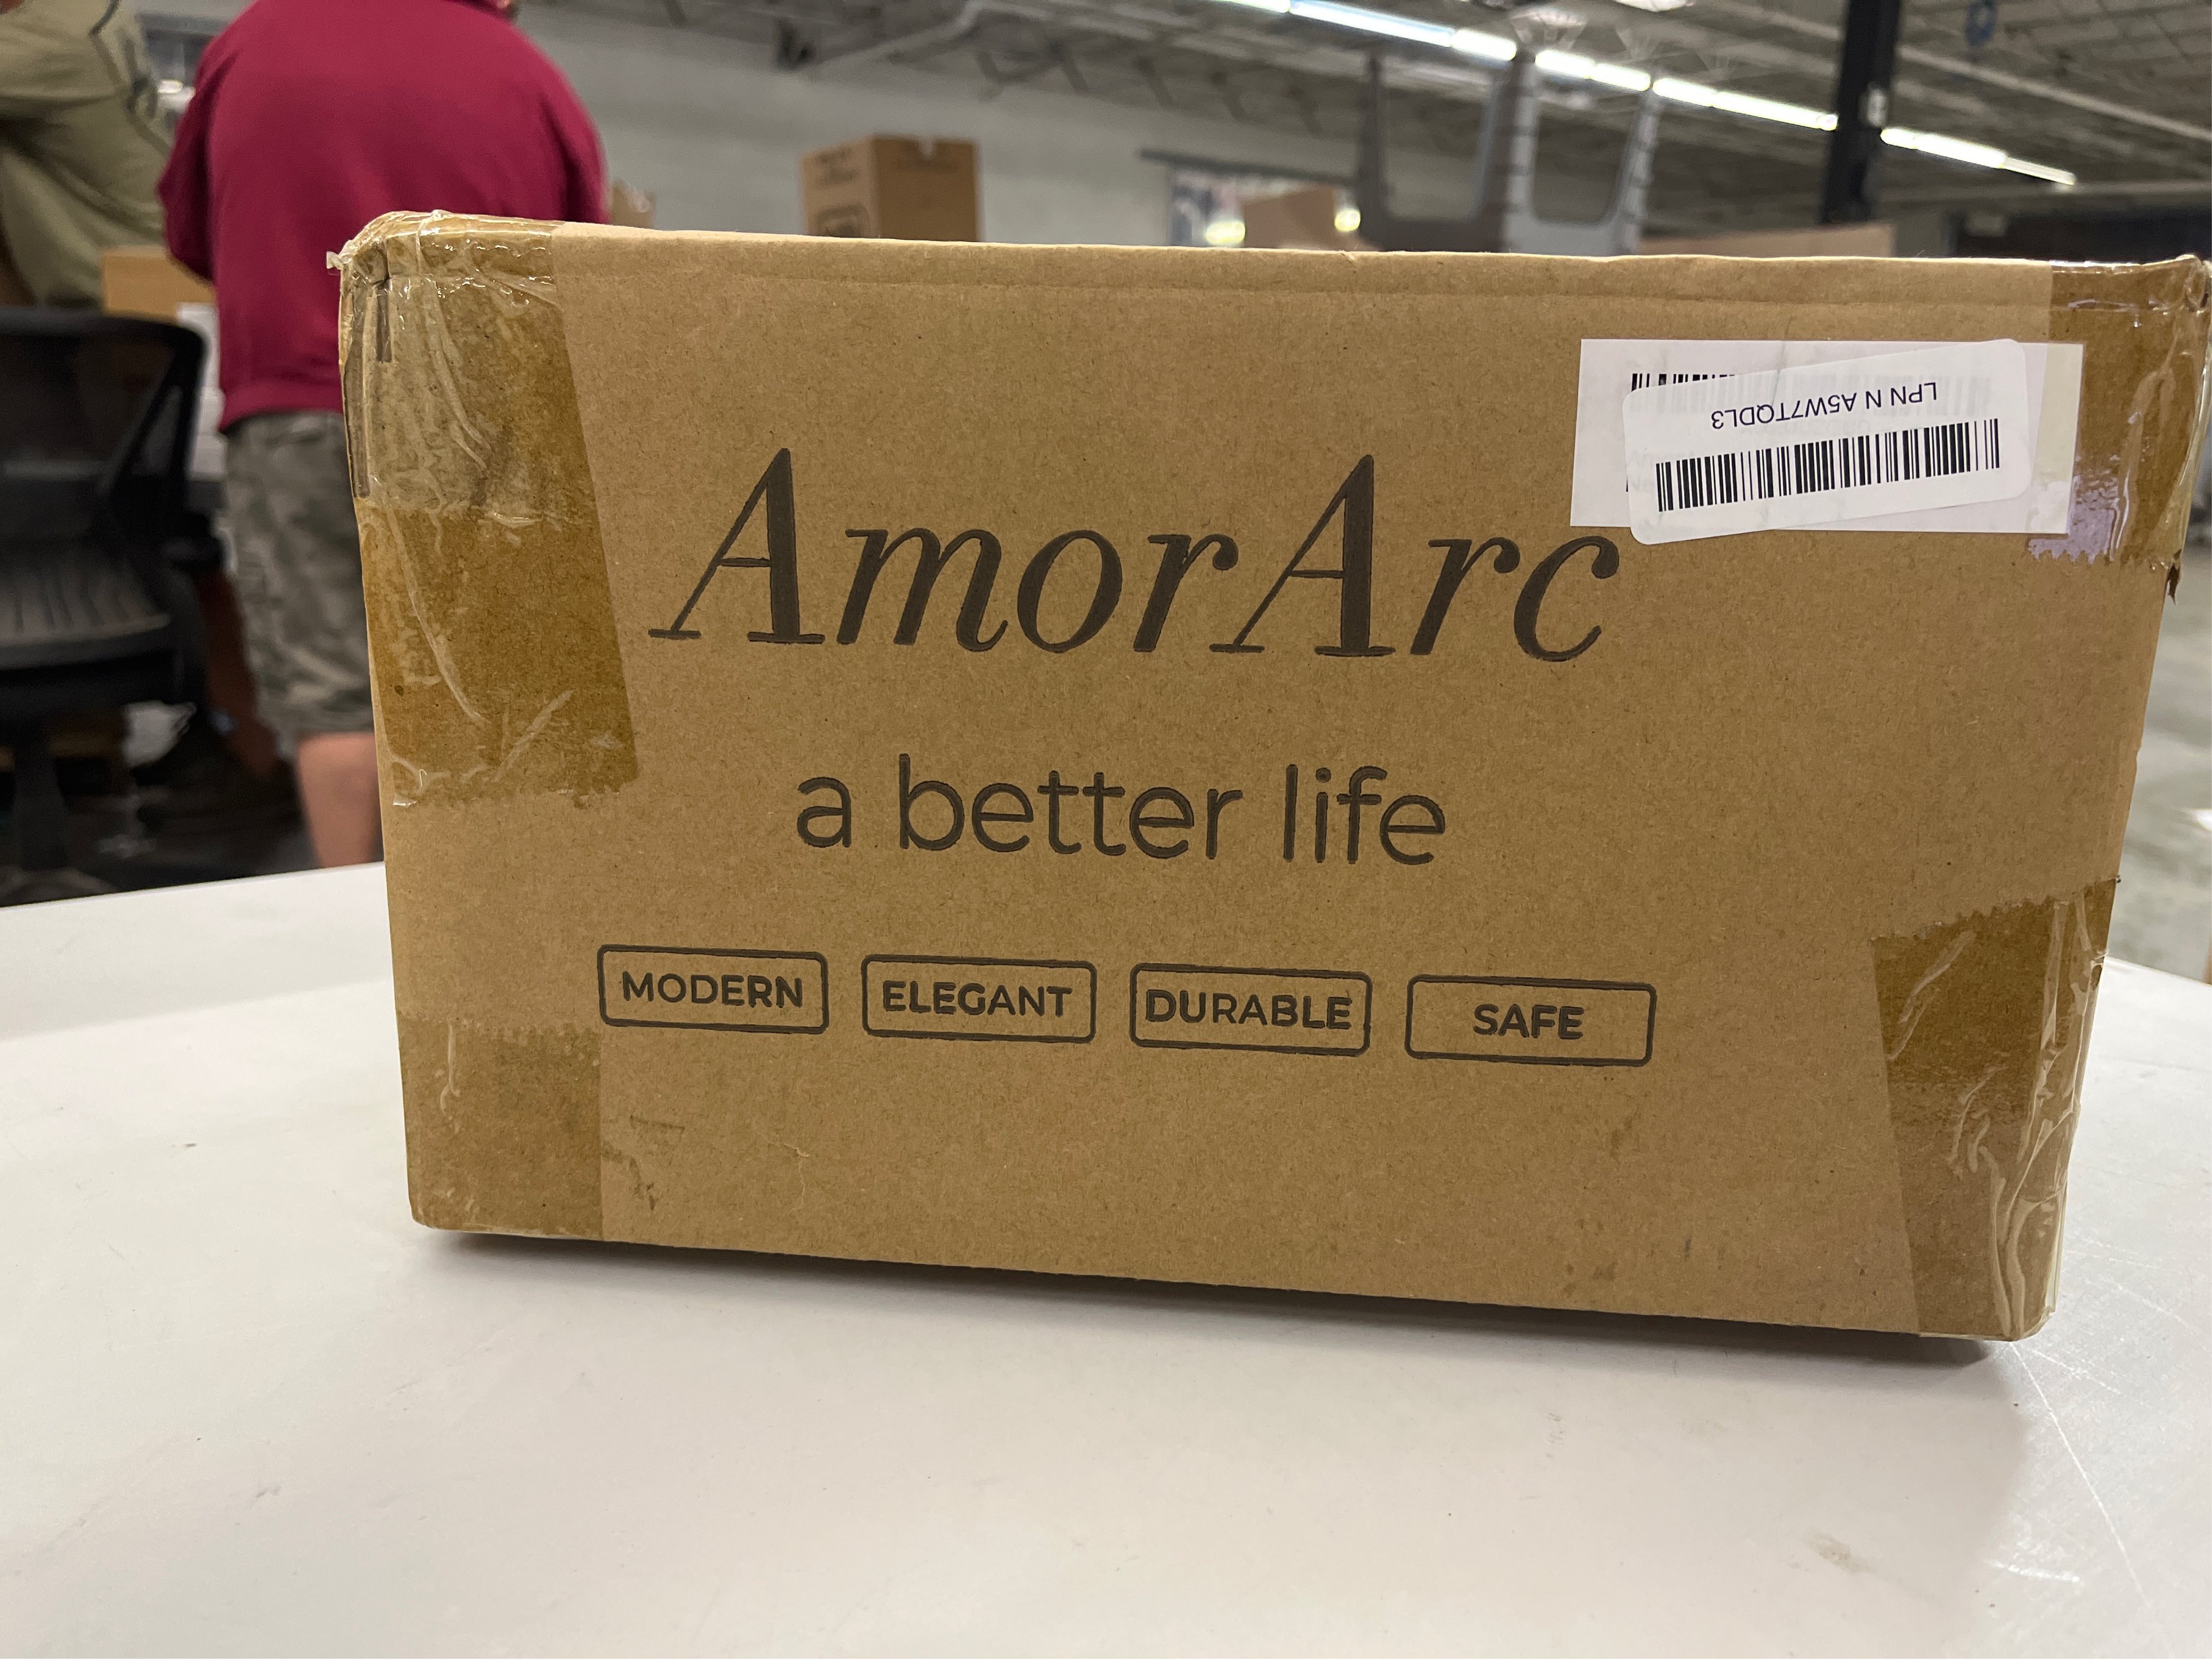 LPN N A5W7TQDL3
AmorArc
a better life
MODERN ELEGANT DURABLE SAFE